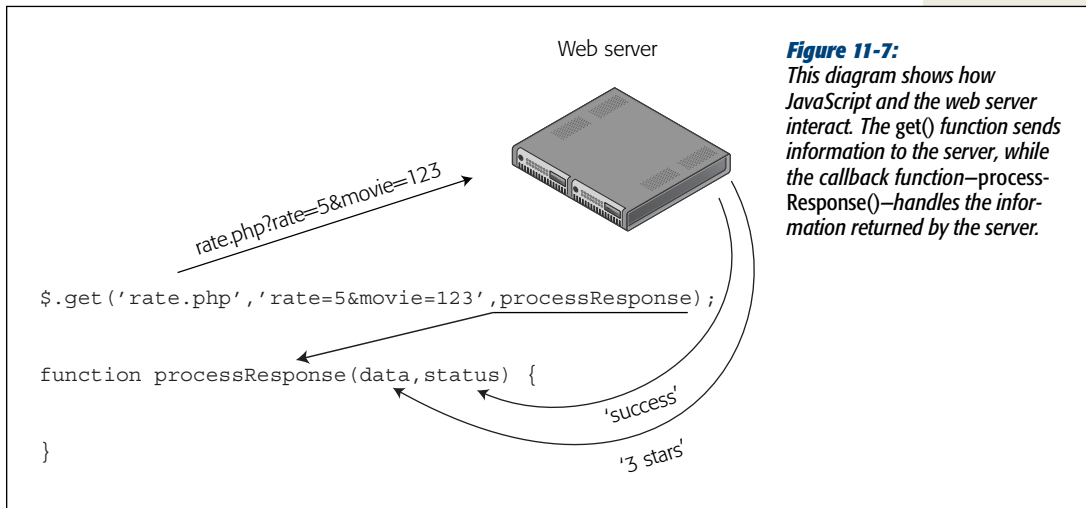 Web server
rate.php?rate=5&movie=123
$.get('rate.php','rate=5&movie=123',processResponse);
function processResponse(data,status) {
'success'
'3 stars'
}
Figure 11-7:
This diagram shows how
JavaScript and the web server
interact. The get() function sends
information to the server, while
the callback function—process-
Response()—handles the infor-
mation returned by the server.